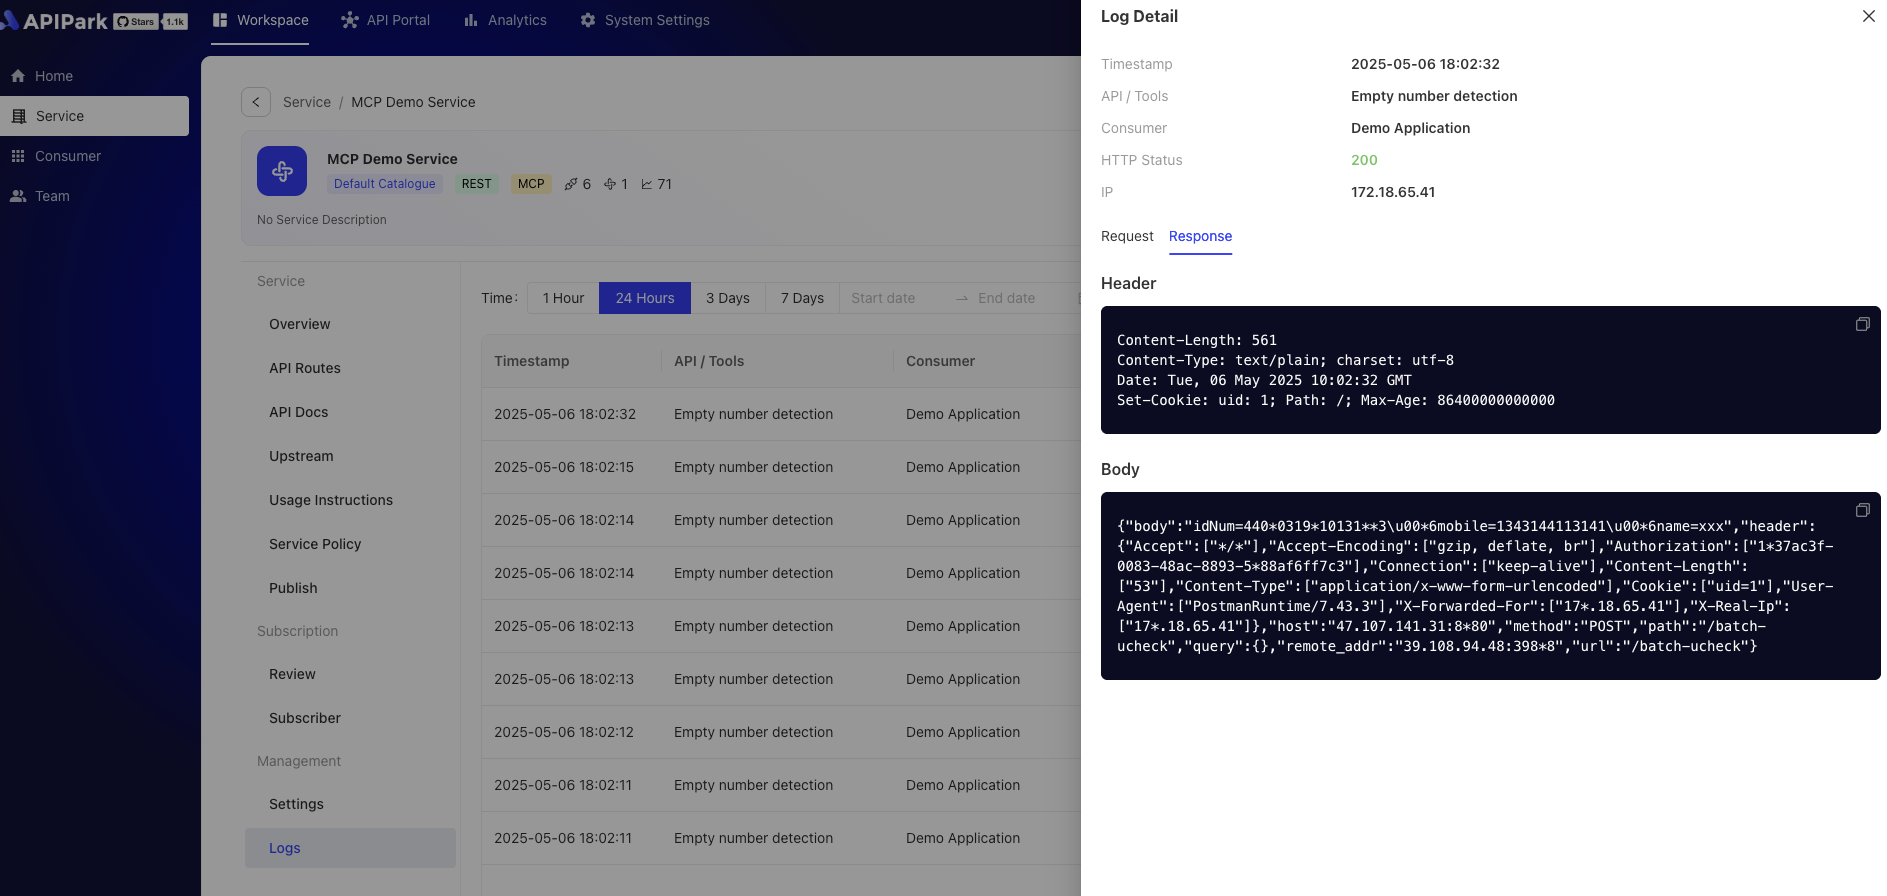 APIPark Stars 1.1k
Workspace
API Portal
Analytics
System Settings
Home
Service
Consumer
Team
Service / MCP Demo Service
MCP Demo Service
Default Catalogue REST MCP 6 1 71
No Service Description
Service
Overview
API Routes
API Docs
Upstream
Usage Instructions
Service Policy
Publish
Subscription
Review
Subscriber
Management
Settings
Logs
Time: 1 Hour 24 Hours 3 Days 7 Days Start date End date
Timestamp API / Tools Consumer
2025-05-06 18:02:32 Empty number detection Demo Application
2025-05-06 18:02:15 Empty number detection Demo Application
2025-05-06 18:02:14 Empty number detection Demo Application
2025-05-06 18:02:14 Empty number detection Demo Application
2025-05-06 18:02:13 Empty number detection Demo Application
2025-05-06 18:02:13 Empty number detection Demo Application
2025-05-06 18:02:12 Empty number detection Demo Application
2025-05-06 18:02:11 Empty number detection Demo Application
2025-05-06 18:02:11 Empty number detection Demo Application
Log Detail
Timestamp 2025-05-06 18:02:32
API / Tools Empty number detection
Consumer Demo Application
HTTP Status 200
IP 172.18.65.41
Request Response
Header
Content-Length: 561
Content-Type: text/plain; charset: utf-8
Date: Tue, 06 May 2025 10:02:32 GMT
Set-Cookie: uid: 1; Path: /; Max-Age: 86400000000000
Body
{"body":"idNum=440*0319*10131**3\u00*6mobile=1343144113141\u00*6name=xxx","header":
{"Accept":["*/*"],"Accept-Encoding":["gzip, deflate, br"],"Authorization":["1*37ac3f-
0083-48ac-8893-5*88af6ff7c3"],"Connection":["keep-alive"],"Content-Length":
["53"],"Content-Type":["application/x-www-form-urlencoded"],"Cookie":["uid=1"],"User-
Agent":["PostmanRuntime/7.43.3"],"X-Forwarded-For":["17*.18.65.41"],"X-Real-Ip":
["17*.18.65.41"]},"host":"47.107.141.31:8*80","method":"POST","path":"/batch-
ucheck","query":{},"remote_addr":"39.108.94.48:398*8","url":"/batch-ucheck"}